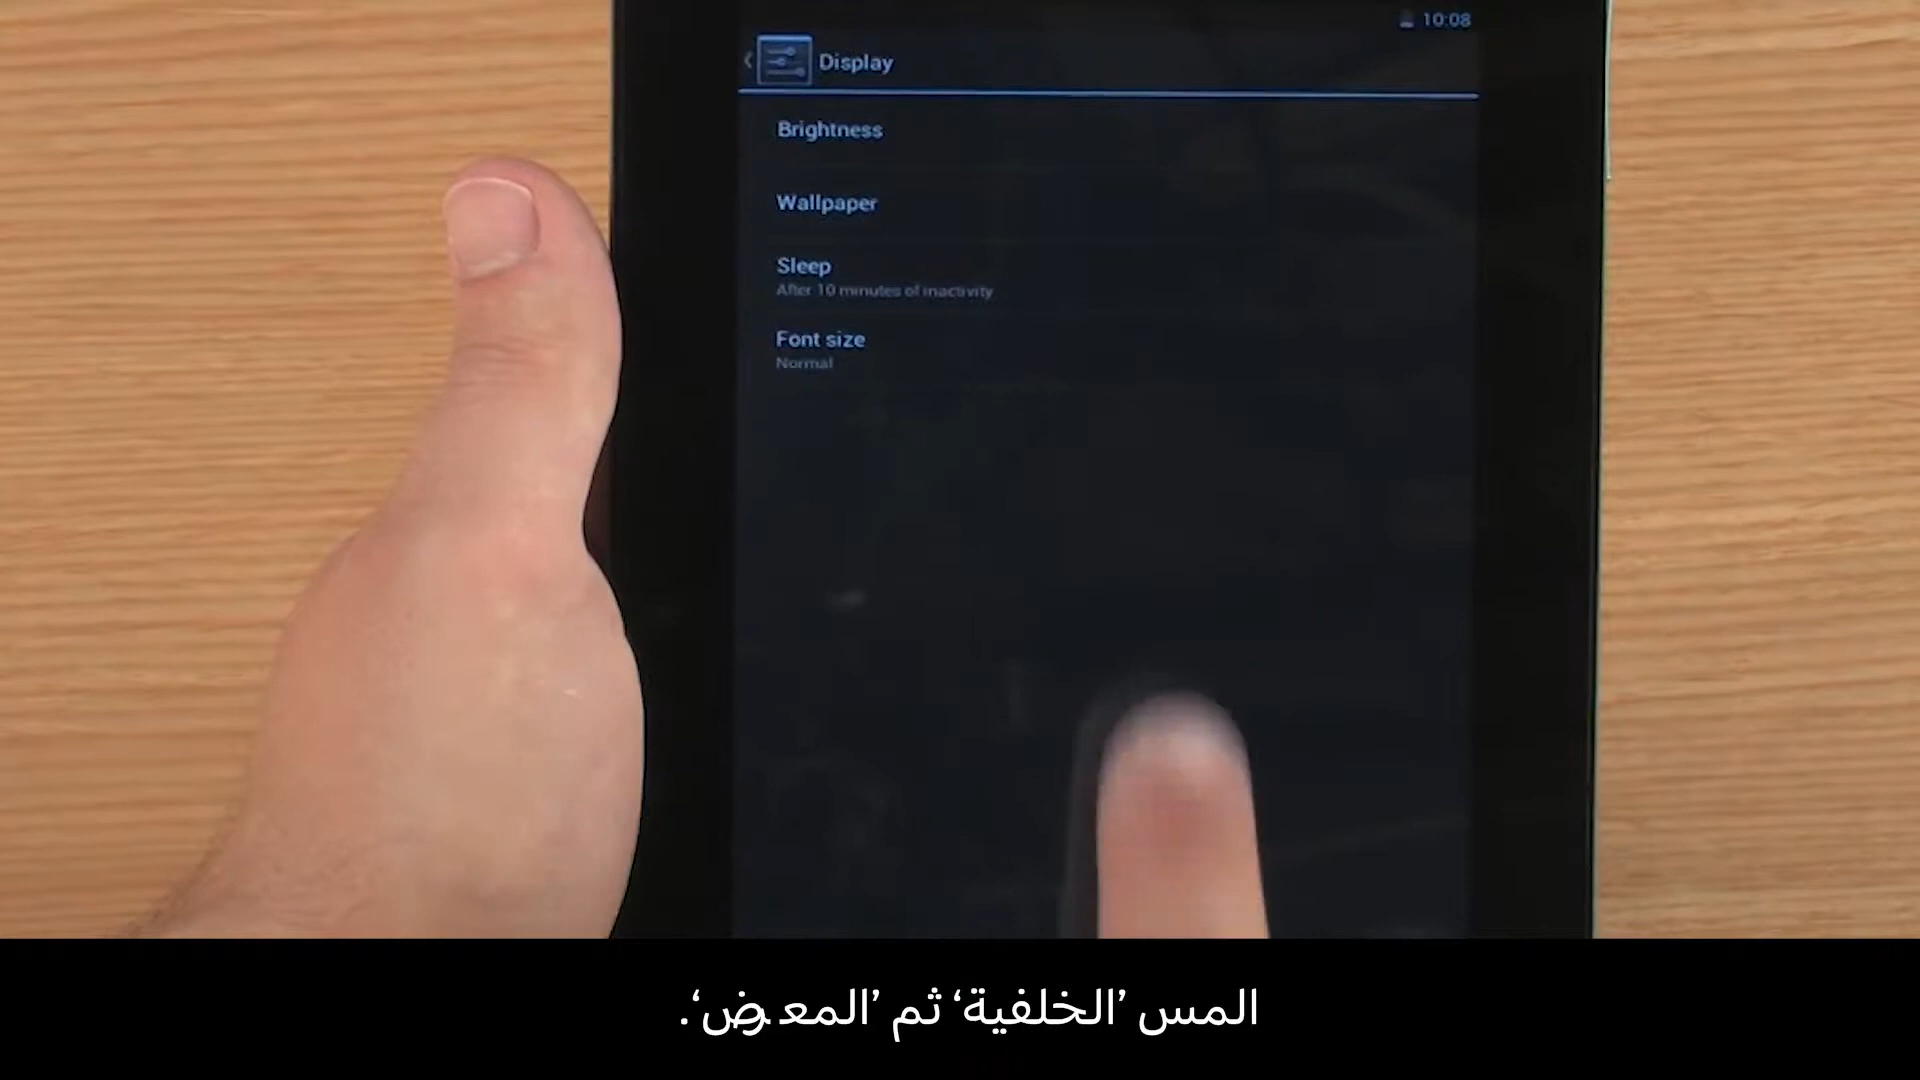 10:08
Display
Brightness
Wallpaper
Sleep
After 10 minutes of inactivity
Font size
Normal
المس ’الخلفية‘ ثم ’المعرض‘.